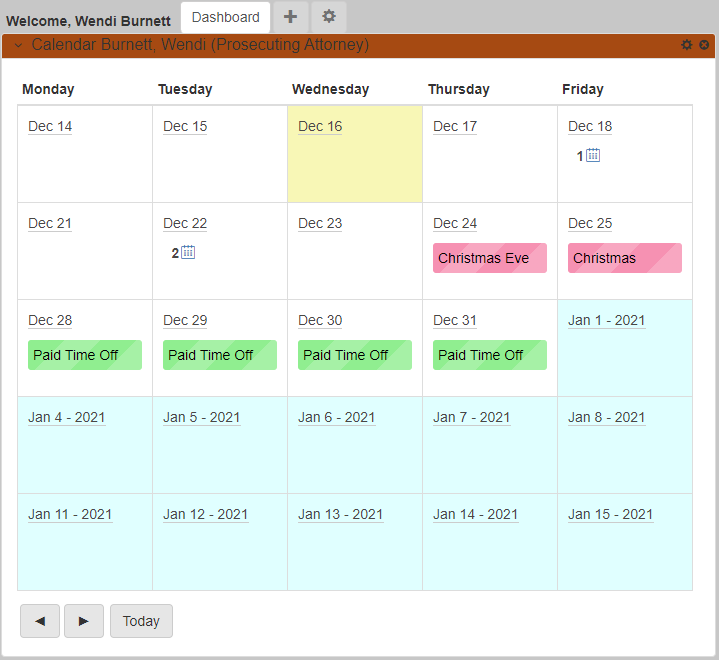 Welcome, Wendi Burnett Dashboard
Calendar Burnett, Wendi (Prosecuting Attorney)
Monday Tuesday Wednesday Thursday Friday
Dec 14 Dec 15 Dec 16 Dec 17 Dec 18
1
Dec 21 Dec 22 Dec 23 Dec 24 Dec 25
2 Christmas Eve Christmas
Dec 28 Dec 29 Dec 30 Dec 31 Jan 1 - 2021
Paid Time Off Paid Time Off Paid Time Off Paid Time Off
Jan 4 - 2021 Jan 5 - 2021 Jan 6 - 2021 Jan 7 - 2021 Jan 8 - 2021
Jan 11 - 2021 Jan 12 - 2021 Jan 13 - 2021 Jan 14 - 2021 Jan 15 - 2021
Today